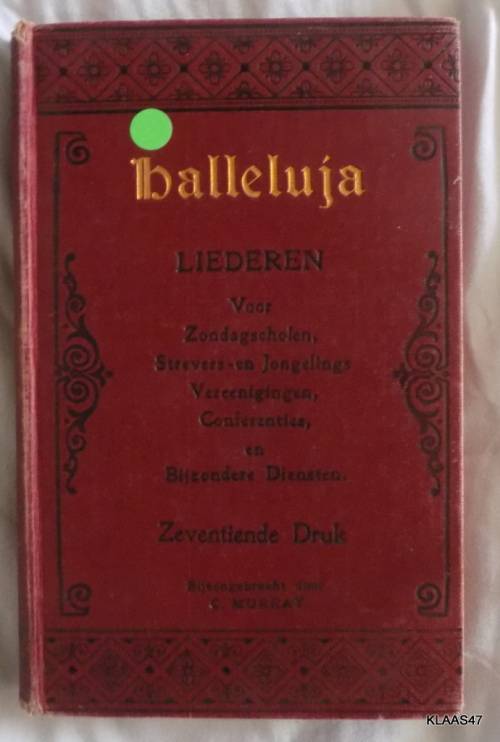 Halleluja
LIEDEREN
Voor
Zondagscholen,
Strevers-en Jongelings
Vereenigingen,
Conferenties,
en
Bijzondere Diensten.
Zeventiende Druk
Bijeengebracht door
C. MURRAY
KLAAS47